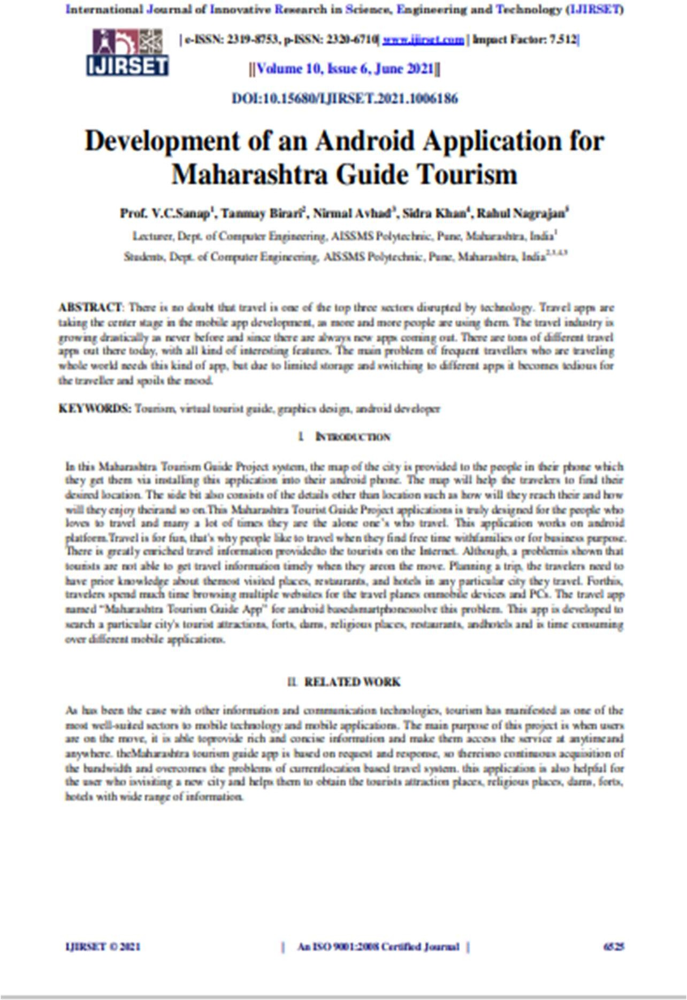 International Journal of Innovative Research in Science, Engineering and Technology (IJIRSET)
| e-ISSN: 2319-8753, p-ISSN: 2320-6710| www.ijirset.com | Impact Factor: 7.512|
IJIRSET
||Volume 10, Issue 6, June 2021||
DOI:10.15680/IJIRSET.2021.1006186
Development of an Android Application for
Maharashtra Guide Tourism
Prof. V.C.Sanap1, Tanmay Birari2, Nirmal Avhad3, Sidra Khan4, Rahul Nagrajan5
Lecturer, Dept. of Computer Engineering, AISSMS Polytechnic, Pune, Maharashtra, India1
Students, Dept. of Computer Engineering, AISSMS Polytechnic, Pune, Maharashtra, India2,3,4,5
ABSTRACT: There is no doubt that travel is one of the top three sectors disrupted by technology. Travel apps are
taking the center stage in the mobile app development, as more and more people are using them. The travel industry is
growing drastically as never before and since there are always new apps coming out. There are tons of different travel
apps out there today, with all kind of interesting features. The main problem of frequent travellers who are traveling
whole world needs this kind of app, but due to limited storage and switching to different apps it becomes tedious for
the traveller and spoils the mood.
KEYWORDS: Tourism, virtual tourist guide, graphics design, android developer
I. INTRODUCTION
In this Maharashtra Tourism Guide Project system, the map of the city is provided to the people in their phone which
they get them via installing this application into their android phone. The map will help the travelers to find their
desired location. The side bit also consists of the details other than location such as how will they reach their and how
will they enjoy theirand so on.This Maharashtra Tourist Guide Project applications is truly designed for the people who
loves to travel and many a lot of times they are the alone one's who travel. This application works on android
platform.Travel is for fun, that's why people like to travel when they find free time withfamilies or for business purpose.
There is greatly enriched travel information providedto the tourists on the Internet. Although, a problemis shown that
tourists are not able to get travel information timely when they areon the move. Planning a trip, the travelers need to
have prior knowledge about themost visited places, restaurants, and hotels in any particular city they travel. Forthis,
travelers spend much time browsing multiple websites for the travel planes onmobile devices and PCs. The travel app
named “Maharashtra Tourism Guide App” for android basedsmartphonessolve this problem. This app is developed to
search a particular city's tourist attractions, forts, dams, religious places, restaurants, andhotels and is time consuming
over different mobile applications.
II. RELATED WORK
As has been the case with other information and communication technologies, tourism has manifested as one of the
most well-suited sectors to mobile technology and mobile applications. The main purpose of this project is when users
are on the move, it is able toprovide rich and concise information and make them access the service at anytimeand
anywhere. theMaharashtra tourism guide app is based on request and response, so thereisno continuous acquisition of
the bandwidth and overcomes the problems of currentlocation based travel system. this application is also helpful for
the user who isvisiting a new city and helps them to obtain the tourists attraction places, religious places, dams, forts,
hotels with wide range of information.
IJIRSET © 2021 | An ISO 9001:2008 Certified Journal | 6525